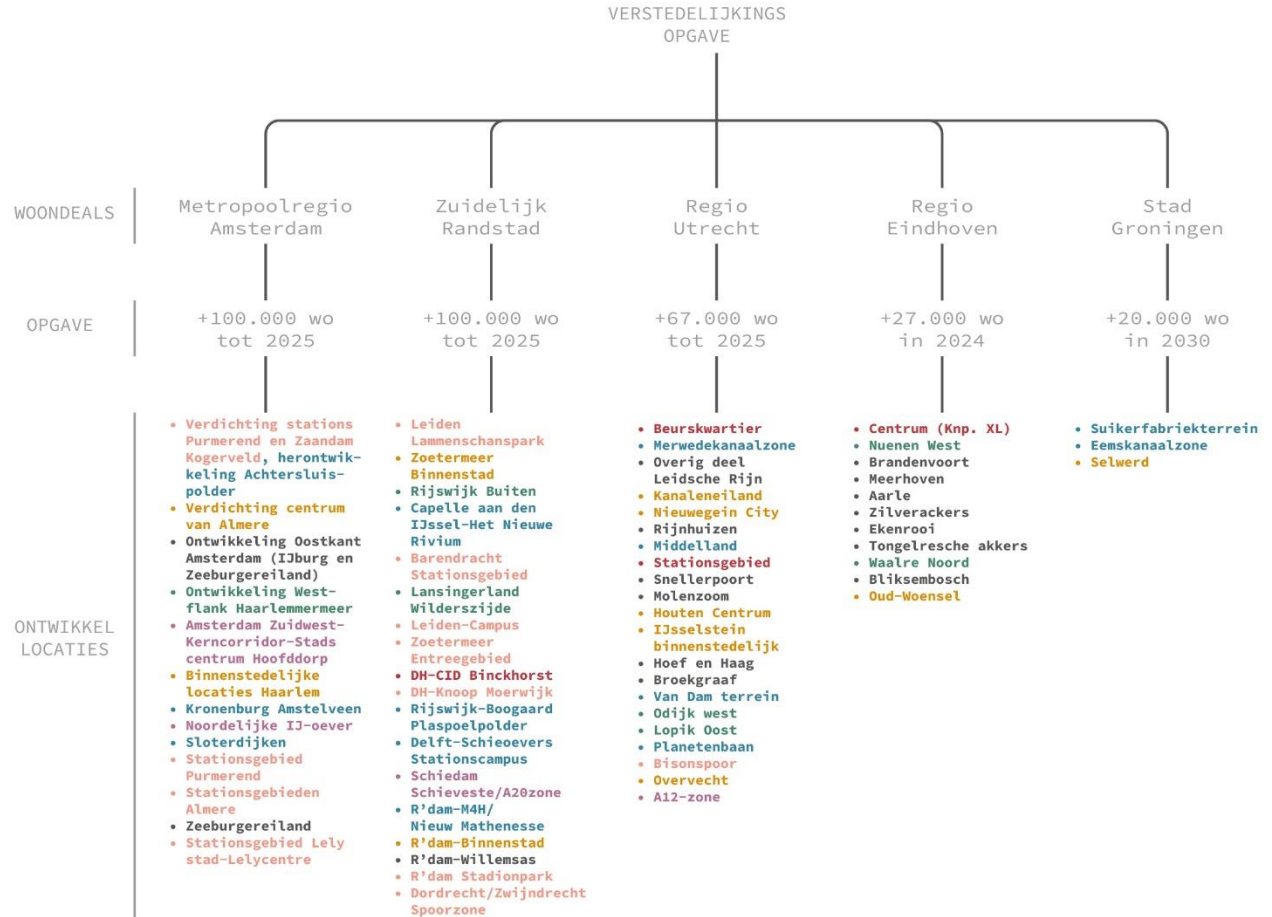 VERSTEDELIJKINGS
OPGAVE
WOONDEALS
Metropoolregio
Amsterdam
Zuidelijk
Randstad
Regio
Utrecht
Regio
Eindhoven
Stad
Groningen
OPGAVE
+100.000 wo
tot 2025
+100.000 wo
tot 2025
+67.000 wo
tot 2025
+27.000 wo
in 2024
+20.000 wo
in 2030
ONTWIKKEL
LOCATIES
• Verdichting stations
Purmerend en Zaandam
Kogerveld, herontwik-
keling Achtersluis-
polder
• Verdichting centrum
van Almere
• Ontwikkeling Oostkant
Amsterdam (IJburg en
Zeeburgereiland)
• Ontwikkeling West-
flank Haarlemmermeer
• Amsterdam Zuidwest-
Kerncorridor-Stads
centrum Hoofddorp
• Binnenstedelijke
locaties Haarlem
• Kronenburg Amstelveen
• Noordelijke IJ-oever
• Sloterdijken
• Stationsgebied
Purmerend
• Stationsgebieden
Almere
• Zeeburgereiland
• Stationsgebied Lely
stad-Lelycentre
• Leiden
Lammenschanspark
• Zoetermeer
Binnenstad
• Rijswijk Buiten
• Capelle aan den
IJssel-Het Nieuwe
Rivium
• Barendracht
Stationsgebied
• Lansingerland
Wilderszijde
• Leiden-Campus
• Zoetermeer
Entreegebied
• DH-CID Binckhorst
• DH-Knoop Moerwijk
• Rijswijk-Boogaard
Plaspoelpolder
• Delft-Schieoevers
Stationscampus
• Schiedam
Schieveste/A20zone
• R'dam-M4H/
Nieuw Mathenesse
• R'dam-Binnenstad
• R'dam-Willemsas
• R'dam Stadionpark
• Dordrecht/Zwijndrecht
Spoorzone
• Beurskwartier
• Merwedekanaalzone
• Overig deel
Leidsche Rijn
• Kanaleneiland
• Nieuwegein City
• Rijnhuizen
• Middelland
• Stationsgebied
• Snellerpoort
• Molenzoom
• Houten Centrum
• IJsselstein
binnenstedelijk
• Hoef en Haag
• Broekgraaf
• Van Dam terrein
• Odijk west
• Lopik Oost
• Planetenbaan
• Bisonspoor
• Overvecht
• A12-zone
• Centrum (Knp. XL)
• Nuenen West
• Brandenvoort
• Meerhoven
• Aarle
• Zilverackers
• Ekenrooi
• Tongelresche akkers
• Waalre Noord
• Bliksembosch
• Oud-Woensel
• Suikerfabriekterrein
• Eemskanaalzone
• Selwerd